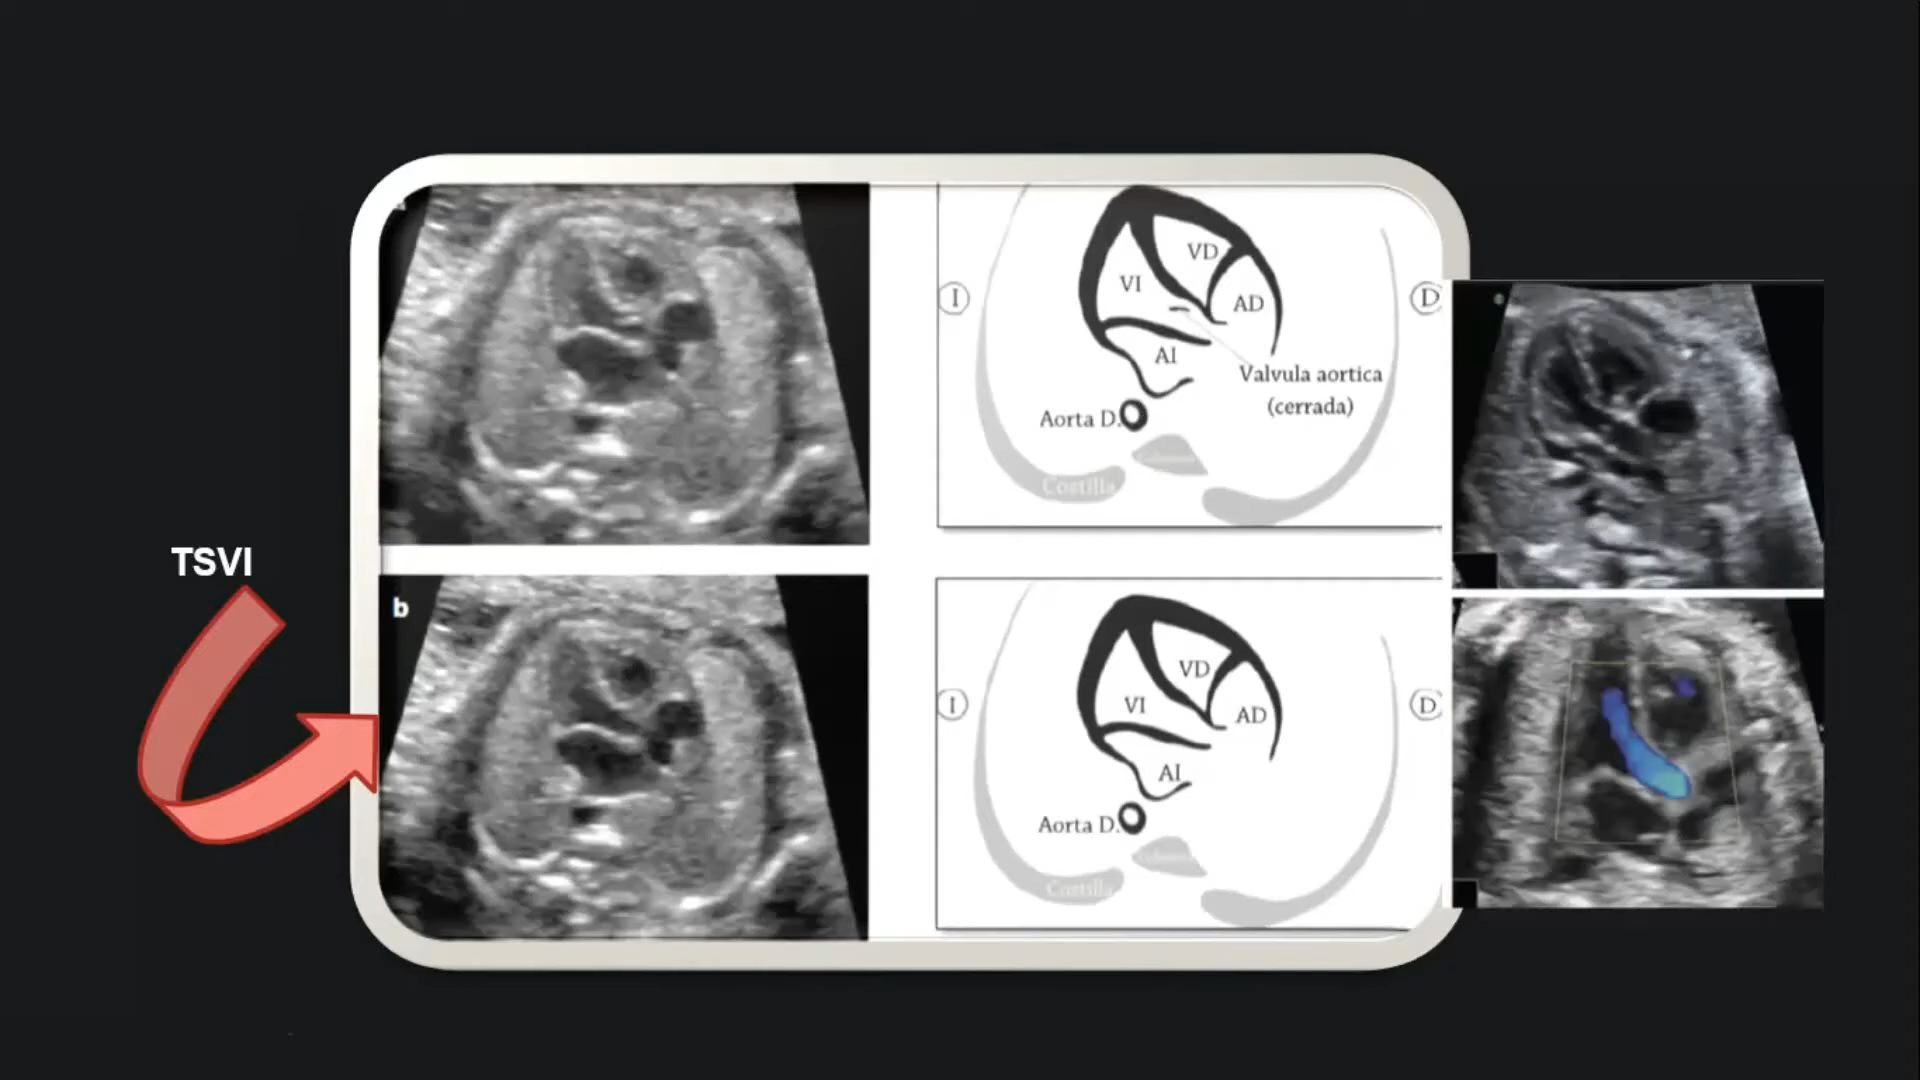 TSVI
VD
VI
I
AD
D
AI
Valvula aortica
(cerrada)
Aorta D.
Costilla
b
VD
VI
I
AD
D
AI
Aorta D.
Costilla